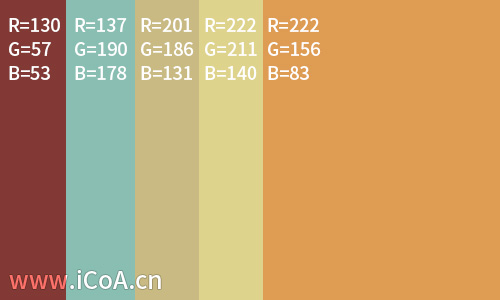 R=130 R=137 R=201 R=222 R=222
G=57 G=190 G=186 G=211 G=156
B=53 B=178 B=131 B=140 B=83
www.iCoA.cn